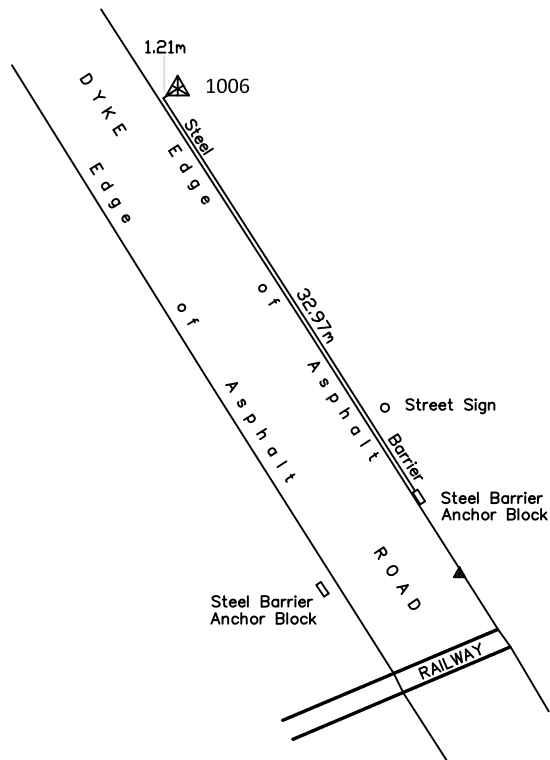 1.21m
1006
DYKE
Steel
Edge
Edge
of
of
32.97m
Asphalt
Asphalt
Street Sign
Barrier
Steel Barrier
Anchor Block
ROAD
Steel Barrier
Anchor Block
RAILWAY